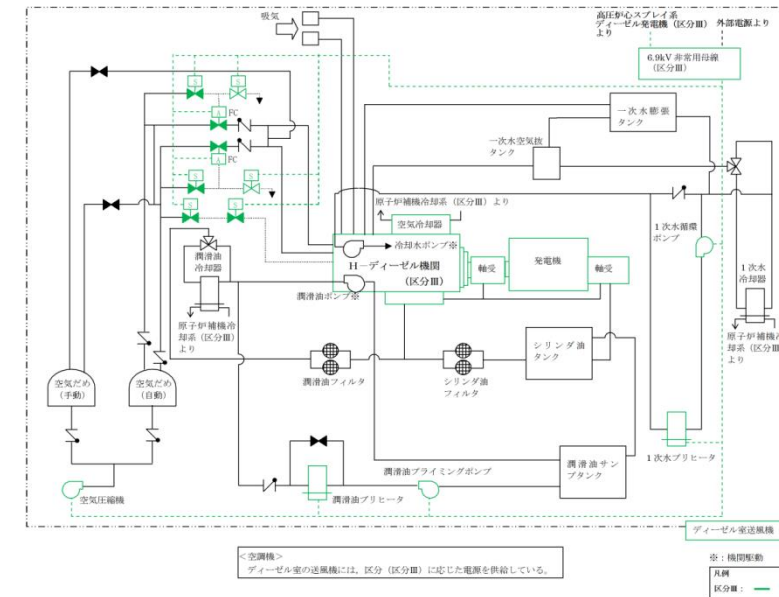 吸気
高圧炉心スプレイ系
ディーゼル発電機（区分Ⅲ）
より
外部電源より
6.9kV 非常用母線
（区分Ⅲ）
S
S
A
FC
A
FC
S
S
S
S
一次水膨張
タンク
一次水空気抜
タンク
原子炉補機冷却系（区分Ⅲ）より
空気冷却器
冷却水ポンプ※
H－ディーゼル機関
（区分Ⅲ）
潤滑油ポンプ※
軸受
発電機
軸受
1次水循環
ポンプ
1次水
冷却器
原子炉補機冷
却系（区分Ⅲ）
より
潤滑油
冷却器
原子炉補機冷
却系（区分Ⅲ）
より
空気だめ
（手動）
空気だめ
（自動）
潤滑油フィルタ
シリンダ油
フィルタ
シリンダ油
タンク
空気圧縮機
潤滑油プリヒータ
潤滑油プライミングポンプ
潤滑油サン
プタンク
1次水プリヒータ
ディーゼル室送風機
＜空調機＞
ディーゼル室の送風機には，区分（区分Ⅲ）に応じた電源を供給している。
※：機関駆動
凡例
区分Ⅲ：